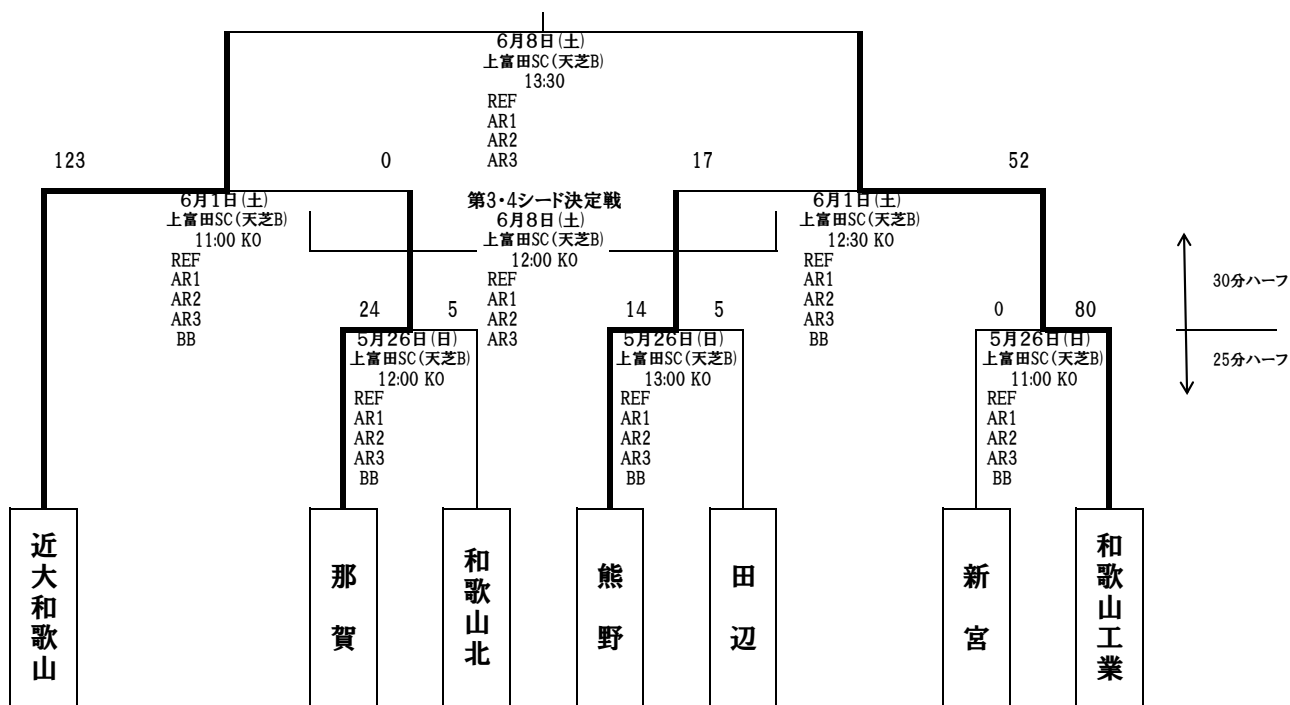 6月8日(土)
上富田SC(天芝B)
13:30
REF
AR1
AR2
AR3
123
0
17
52
6月1日(土)
上富田SC(天芝B)
11:00 KO
REF
AR1
AR2
AR3
BB
第3・4シード決定戦
6月8日(土)
上富田SC(天芝B)
12:00 KO
REF
AR1
AR2
AR3
6月1日(土)
上富田SC(天芝B)
12:30 KO
REF
AR1
AR2
AR3
BB
30分ハーフ
25分ハーフ
24
5
5月26日(日)
上富田SC(天芝B)
12:00 KO
REF
AR1
AR2
AR3
BB
14
5
5月26日(日)
上富田SC(天芝B)
13:00 KO
REF
AR1
AR2
AR3
BB
0
80
5月26日(日)
上富田SC(天芝B)
11:00 KO
REF
AR1
AR2
AR3
BB
近大和歌山
那賀
和歌山北
熊野
田辺
新宮
和歌山工業